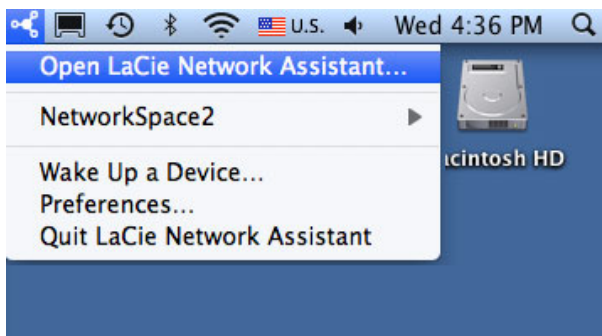 U.S. Wed 4:36 PM
Open LaCie Network Assistant...
NetworkSpace2
acintosh HD
Wake Up a Device...
Preferences...
Quit LaCie Network Assistant